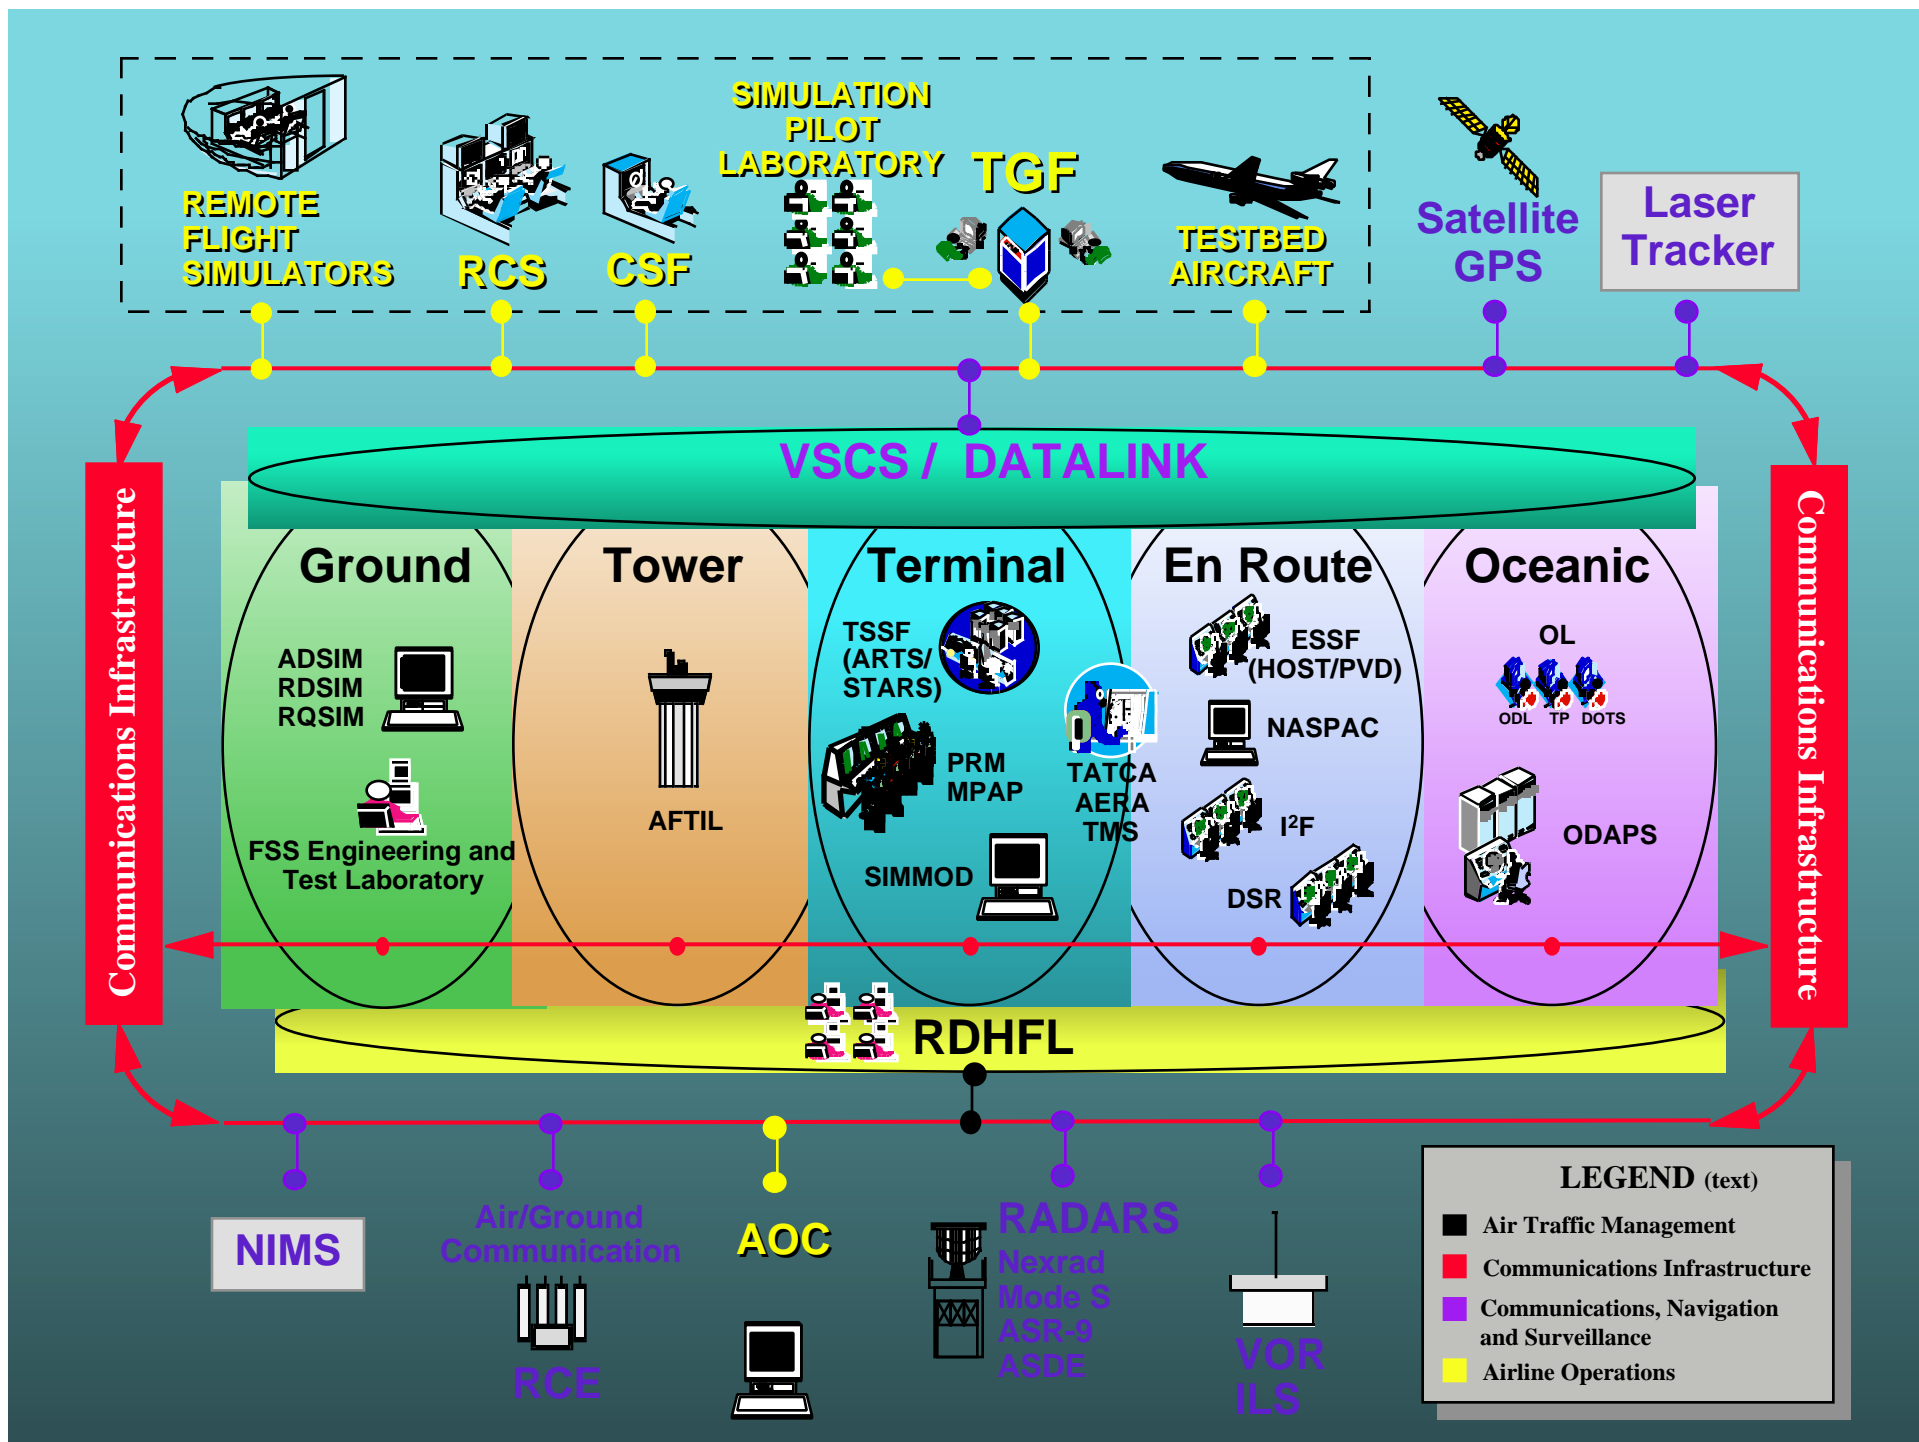 SIMULATION
PILOT
LABORATORY
TGF
REMOTE
FLIGHT
SIMULATORS
RCS
CSF
TESTBED
AIRCRAFT
Satellite
GPS
Laser
Tracker
VSCS / DATALINK
Communications Infrastructure
Communications Infrastructure
Ground
ADSIM
RDSIM
RQSIM
FSS Engineering and
Test Laboratory
Tower
AFTIL
Terminal
TSSF
(ARTS/
STARS)
PRM
MPAP
SIMMOD
TATCA
AERA
TMS
En Route
ESSF
(HOST/PVD)
NASPAC
I²F
DSR
Oceanic
OL
ODL TP DOTS
ODAPS
RDHFL
NIMS
Air/Ground
Communication
RCE
AOC
RADARS
Nexrad
Mode S
ASR-9
ASDE
VOR
ILS
LEGEND (text)
Air Traffic Management
Communications Infrastructure
Communications, Navigation
and Surveillance
Airline Operations